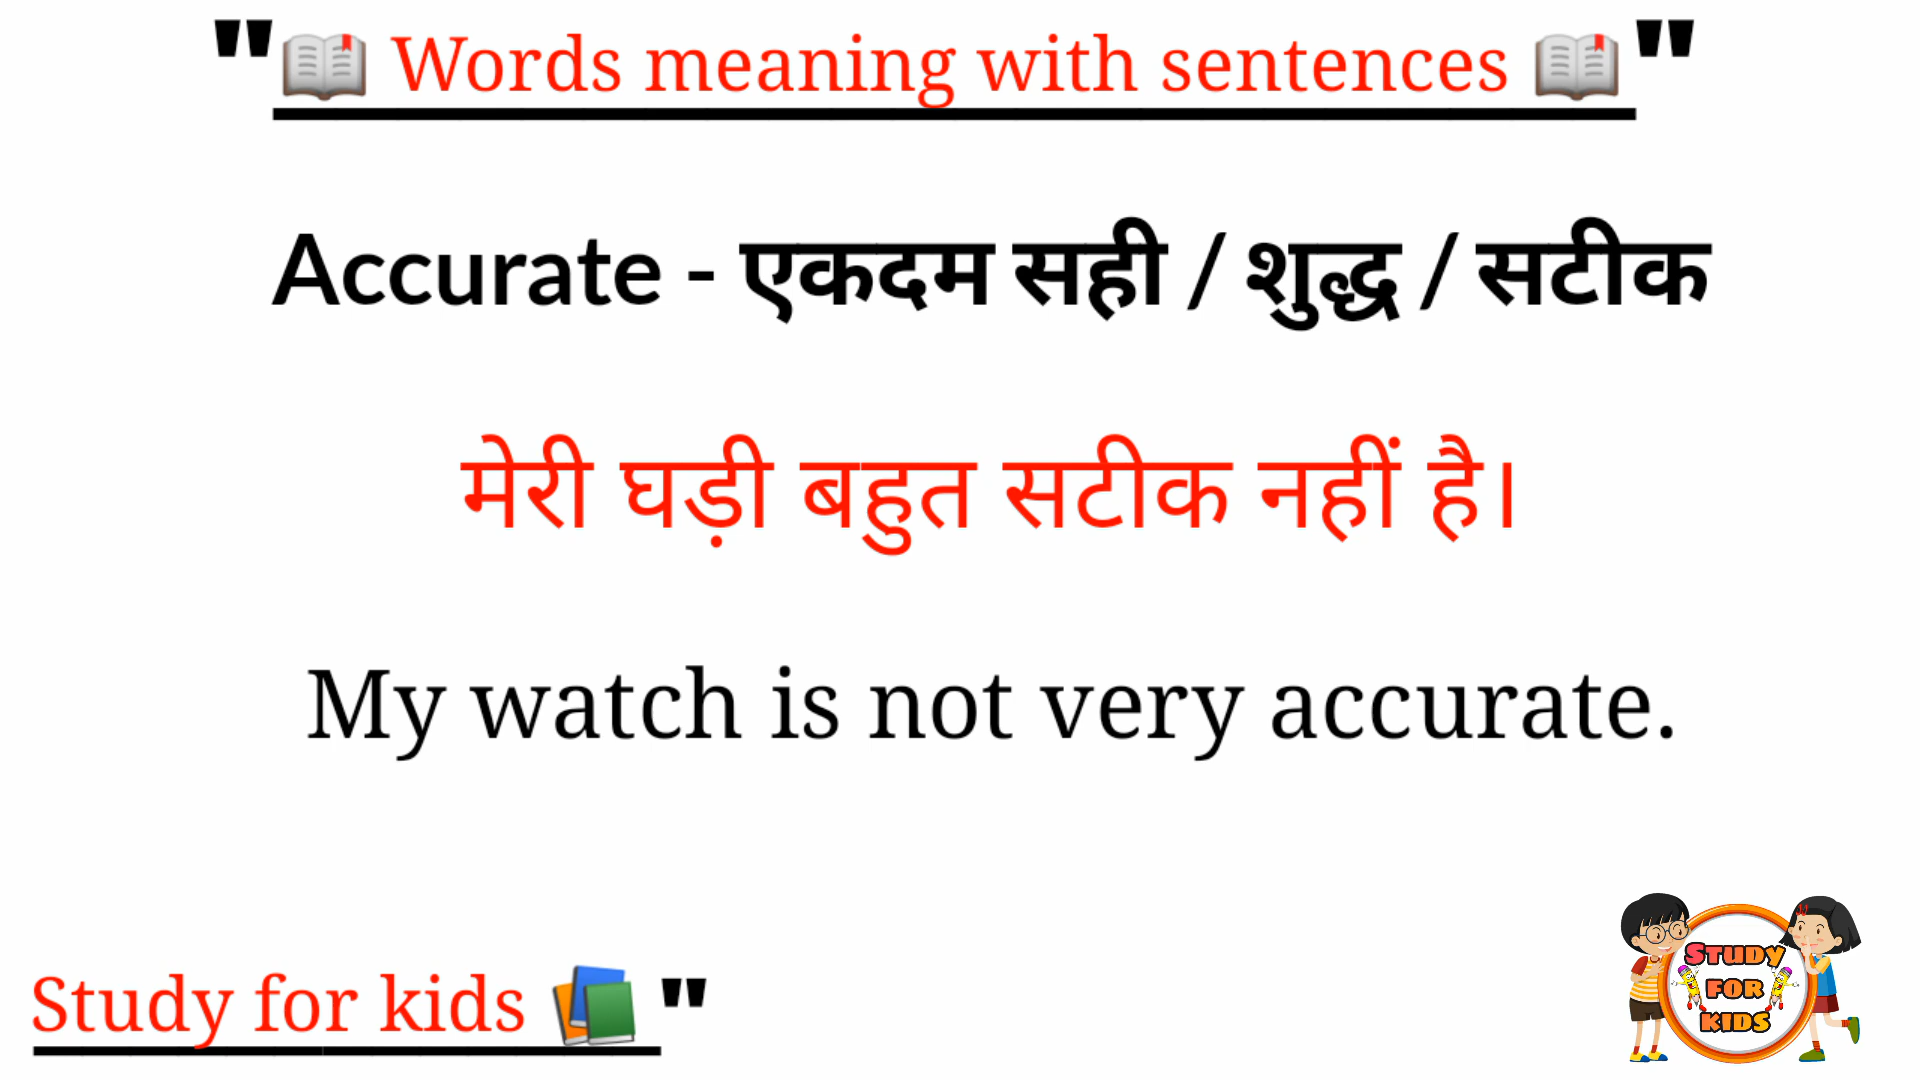 "📖 Words meaning with sentences 📖"
Accurate - एकदम सही / शुद्ध / सटीक
मेरी घड़ी बहुत सटीक नहीं है।
My watch is not very accurate.
Study for kids 📚"
STUDY
FOR
KIDS